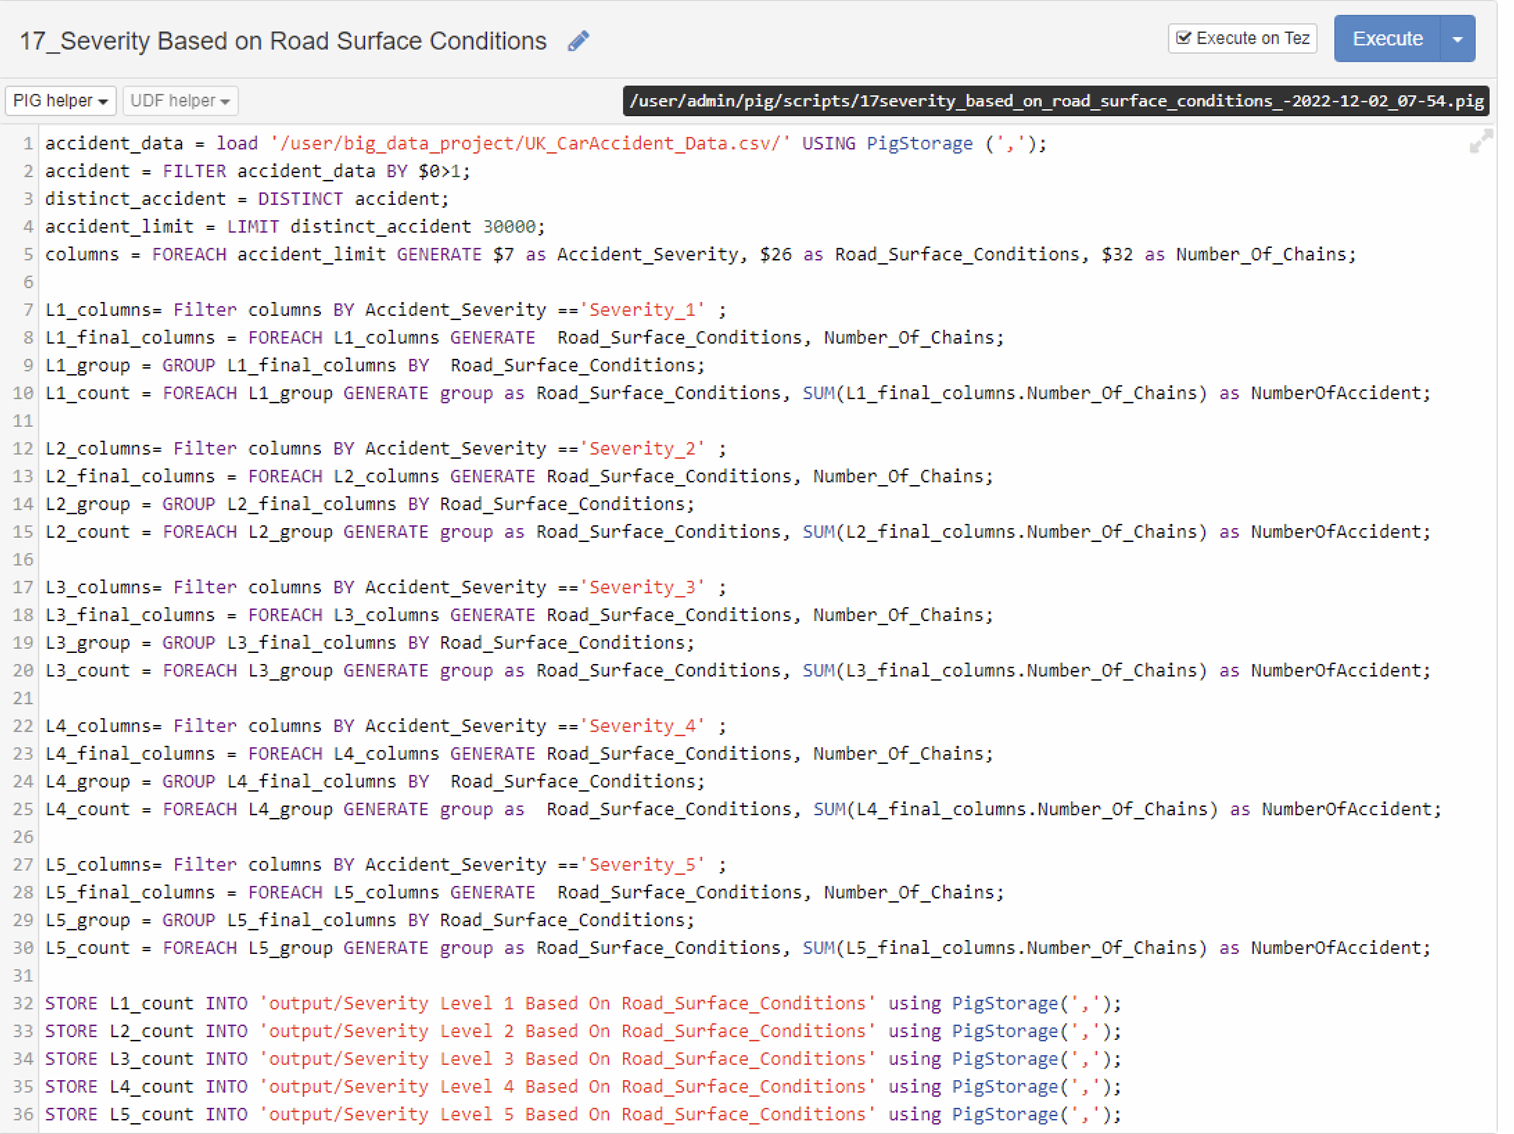 17_Severity Based on Road Surface Conditions
Execute on Tez
Execute
PIG helper
UDF helper
/user/admin/pig/scripts/17severity_based_on_road_surface_conditions_-2022-12-02_07-54.pig
1 accident_data = load '/user/big_data_project/UK_CarAccident_Data.csv/' USING PigStorage (',');
2 accident = FILTER accident_data BY $0>1;
3 distinct_accident = DISTINCT accident;
4 accident_limit = LIMIT distinct_accident 30000;
5 columns = FOREACH accident_limit GENERATE $7 as Accident_Severity, $26 as Road_Surface_Conditions, $32 as Number_Of_Chains;
6
7 L1_columns= Filter columns BY Accident_Severity =='Severity_1' ;
8 L1_final_columns = FOREACH L1_columns GENERATE  Road_Surface_Conditions, Number_Of_Chains;
9 L1_group = GROUP L1_final_columns BY  Road_Surface_Conditions;
10 L1_count = FOREACH L1_group GENERATE group as Road_Surface_Conditions, SUM(L1_final_columns.Number_Of_Chains) as NumberOfAccident;
11
12 L2_columns= Filter columns BY Accident_Severity =='Severity_2' ;
13 L2_final_columns = FOREACH L2_columns GENERATE Road_Surface_Conditions, Number_Of_Chains;
14 L2_group = GROUP L2_final_columns BY Road_Surface_Conditions;
15 L2_count = FOREACH L2_group GENERATE group as Road_Surface_Conditions, SUM(L2_final_columns.Number_Of_Chains) as NumberOfAccident;
16
17 L3_columns= Filter columns BY Accident_Severity =='Severity_3' ;
18 L3_final_columns = FOREACH L3_columns GENERATE Road_Surface_Conditions, Number_Of_Chains;
19 L3_group = GROUP L3_final_columns BY Road_Surface_Conditions;
20 L3_count = FOREACH L3_group GENERATE group as Road_Surface_Conditions, SUM(L3_final_columns.Number_Of_Chains) as NumberOfAccident;
21
22 L4_columns= Filter columns BY Accident_Severity =='Severity_4' ;
23 L4_final_columns = FOREACH L4_columns GENERATE Road_Surface_Conditions, Number_Of_Chains;
24 L4_group = GROUP L4_final_columns BY  Road_Surface_Conditions;
25 L4_count = FOREACH L4_group GENERATE group as  Road_Surface_Conditions, SUM(L4_final_columns.Number_Of_Chains) as NumberOfAccident;
26
27 L5_columns= Filter columns BY Accident_Severity =='Severity_5' ;
28 L5_final_columns = FOREACH L5_columns GENERATE  Road_Surface_Conditions, Number_Of_Chains;
29 L5_group = GROUP L5_final_columns BY Road_Surface_Conditions;
30 L5_count = FOREACH L5_group GENERATE group as Road_Surface_Conditions, SUM(L5_final_columns.Number_Of_Chains) as NumberOfAccident;
31
32 STORE L1_count INTO 'output/Severity Level 1 Based On Road_Surface_Conditions' using PigStorage(',');
33 STORE L2_count INTO 'output/Severity Level 2 Based On Road_Surface_Conditions' using PigStorage(',');
34 STORE L3_count INTO 'output/Severity Level 3 Based On Road_Surface_Conditions' using PigStorage(',');
35 STORE L4_count INTO 'output/Severity Level 4 Based On Road_Surface_Conditions' using PigStorage(',');
36 STORE L5_count INTO 'output/Severity Level 5 Based On Road_Surface_Conditions' using PigStorage(',');